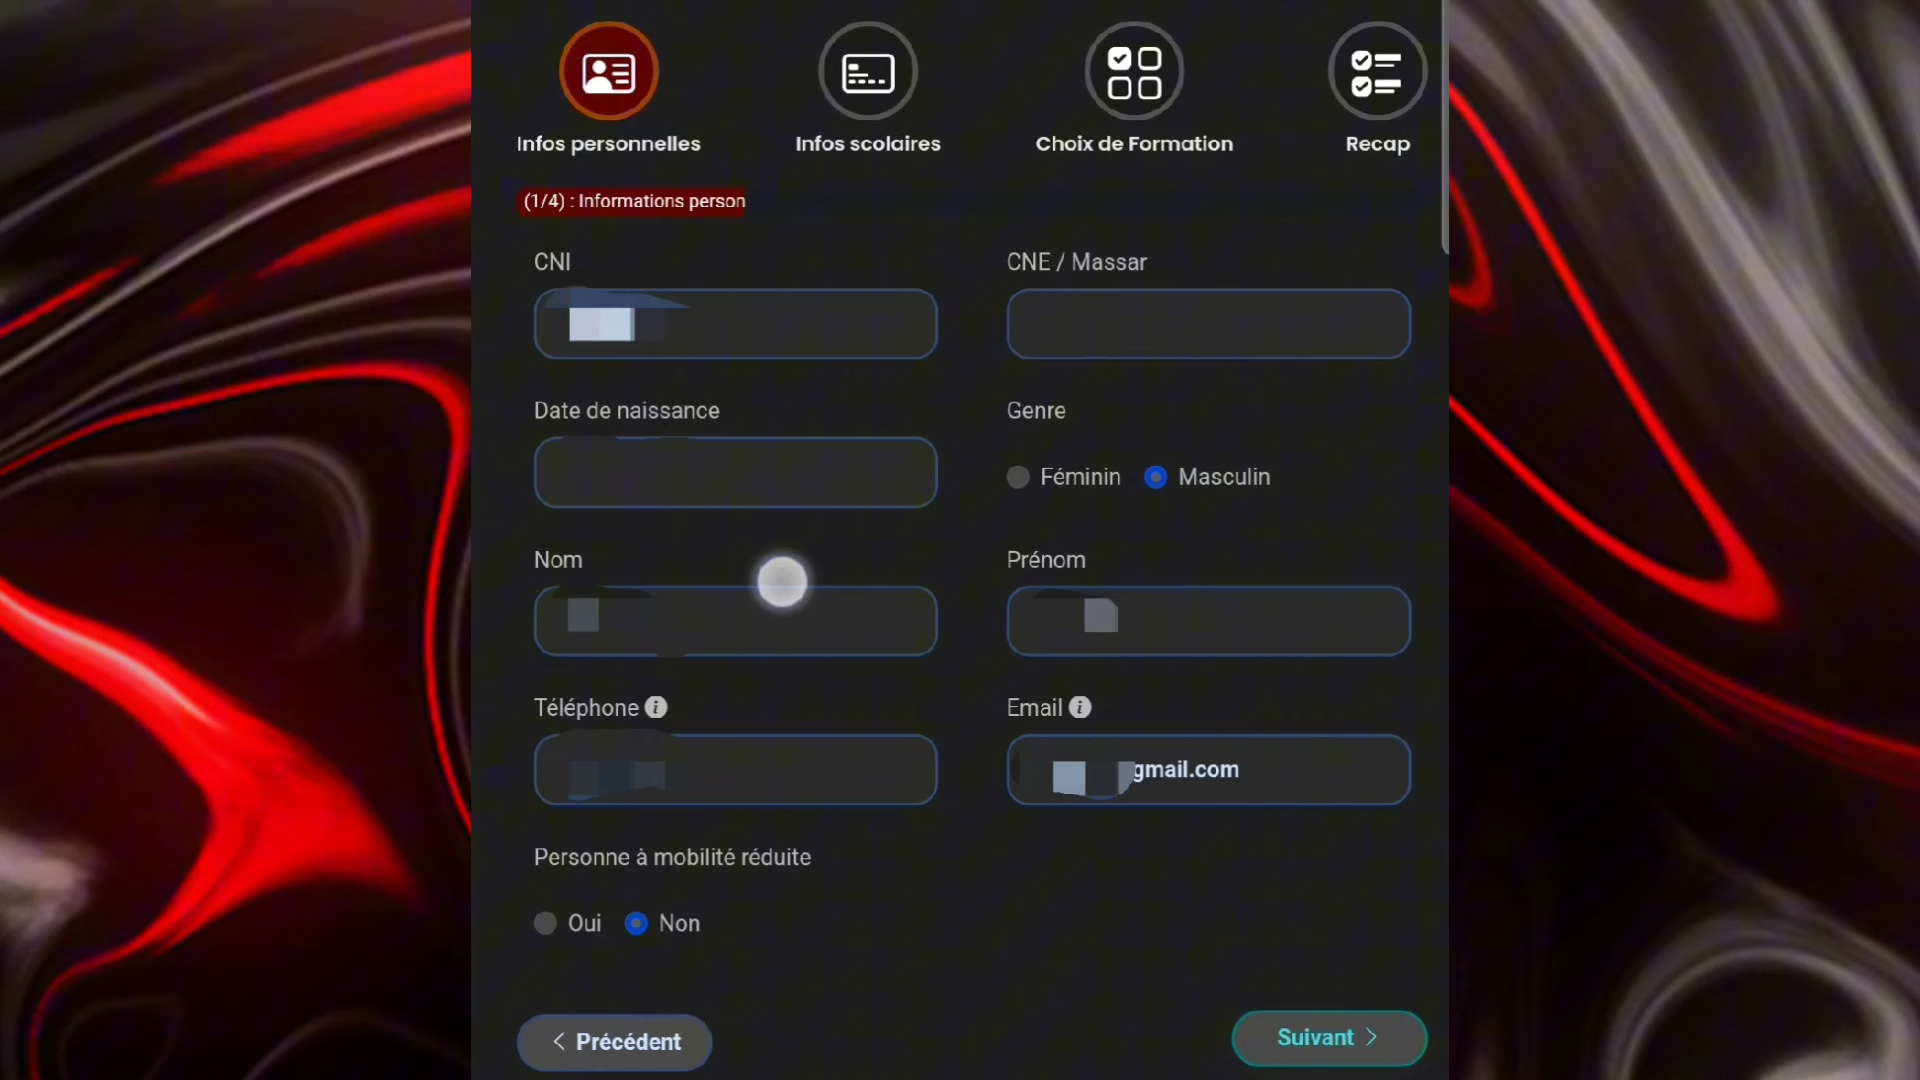 Infos personnelles
Infos scolaires
Choix de Formation
Recap
(1/4) : Informations person
CNI
CNE / Massar
Date de naissance
Genre
Féminin
Masculin
Nom
Prénom
Téléphone
Email
gmail.com
Personne à mobilité réduite
Oui
Non
Précédent
Suivant